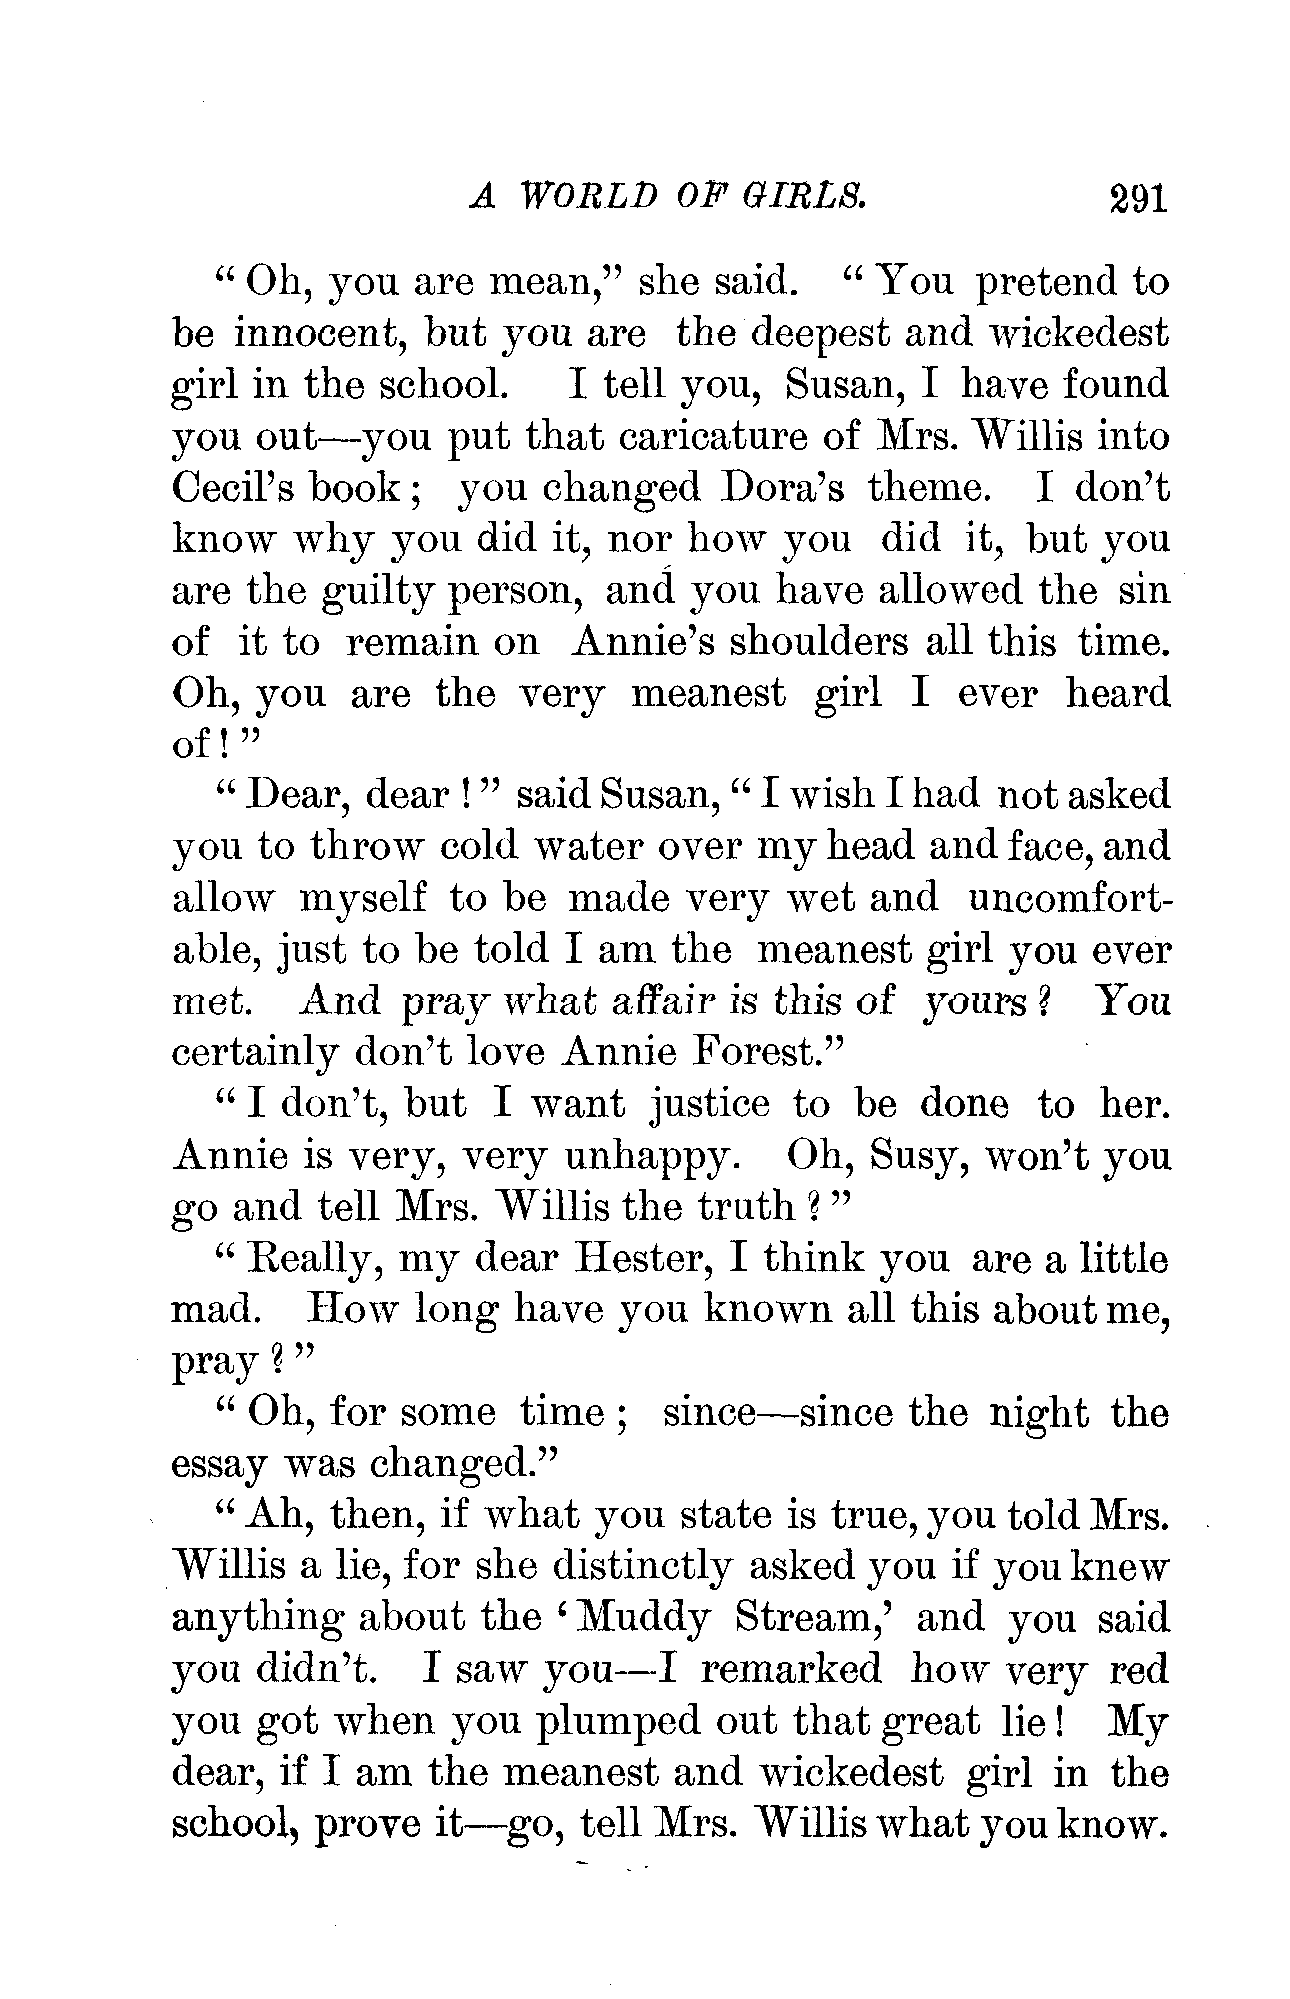 A WORLD OF GIRLS. 291
“ Oh, you are mean,” she said. “ You pretend to
be innocent, but you are the deepest and wickedest
girl in the school. I tell you, Susan, I have found
you out—you put that caricature of Mrs. Willis into
Cecil’s book ; you changed Dora’s theme. I don’t
know why you did it, nor how you did it, but you
are the guilty person, and you have allowed the sin
of it to remain on Annie’s shoulders all this time.
Oh, you are the very meanest girl I ever heard
of ! ”
“ Dear, dear ! ” said Susan, “ I wish I had not asked
you to throw cold water over my head and face, and
allow myself to be made very wet and uncomfort-
able, just to be told I am the meanest girl you ever
met. And pray what affair is this of yours ? You
certainly don’t love Annie Forest.”
“ I don’t, but I want justice to be done to her.
Annie is very, very unhappy. Oh, Susy, won’t you
go and tell Mrs. Willis the truth ? ”
“ Really, my dear Hester, I think you are a little
mad. How long have you known all this about me,
pray ? ”
“ Oh, for some time ; since—since the night the
essay was changed.”
“ Ah, then, if what you state is true, you told Mrs.
Willis a lie, for she distinctly asked you if you knew
anything about the ‘ Muddy Stream,’ and you said
you didn’t. I saw you—I remarked how very red
you got when you plumped out that great lie ! My
dear, if I am the meanest and wickedest girl in the
school, prove it—go, tell Mrs. Willis what you know.